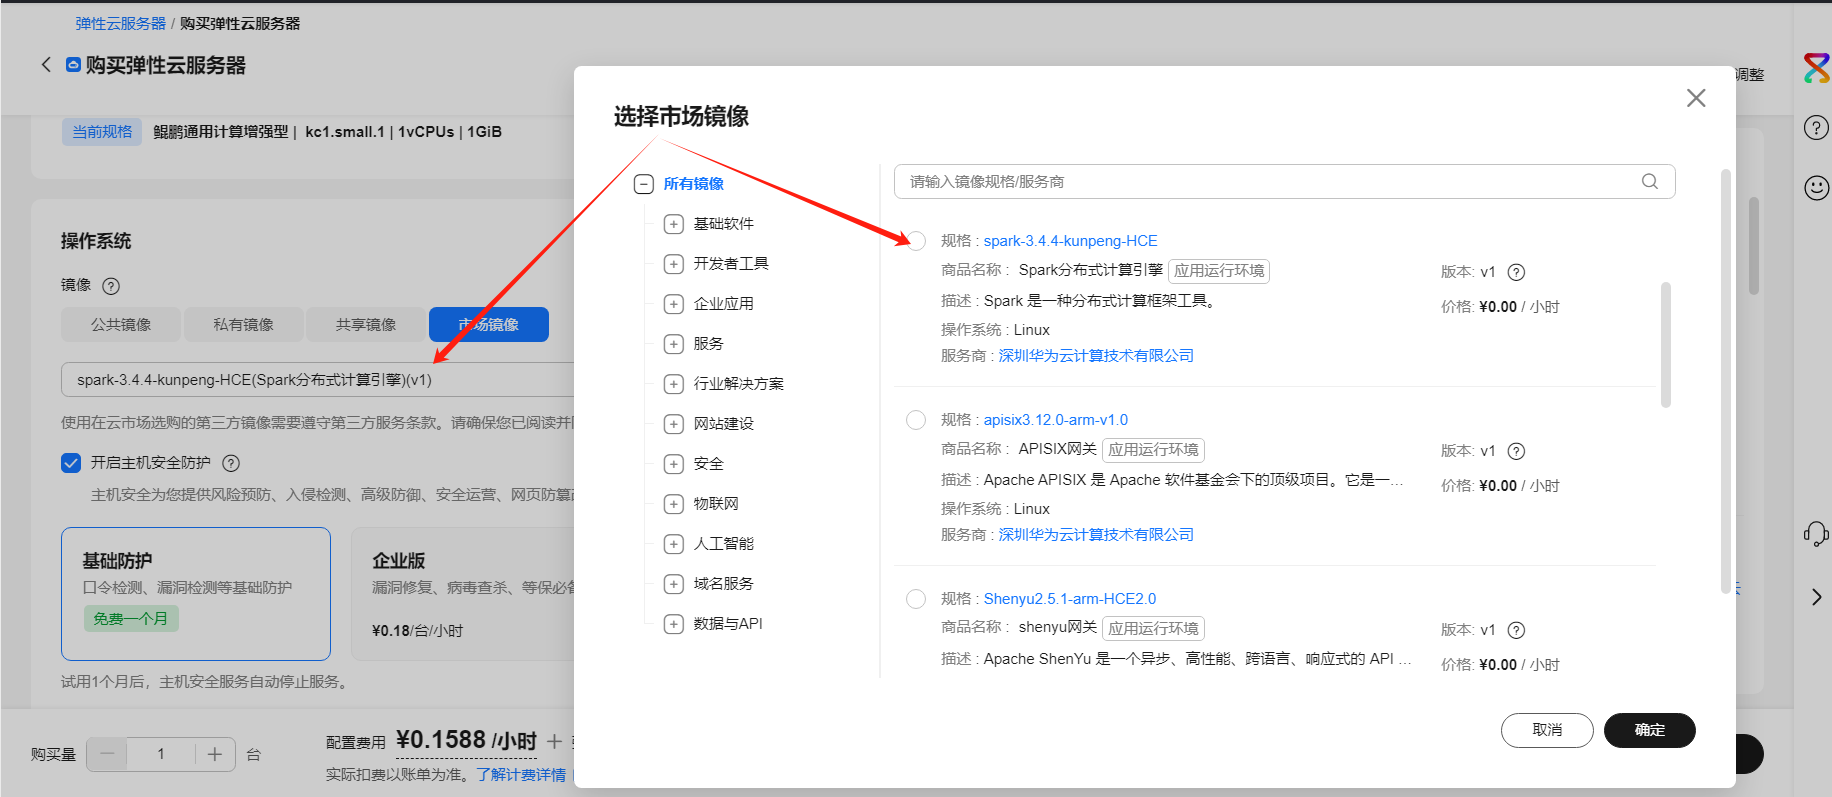 弹性云服务器 / 购买弹性云服务器
购买弹性云服务器
调整
当前规格 鲲鹏通用计算增强型 | kc1.small.1 | 1vCPUs | 1GiB
操作系统
镜像
公共镜像 私有镜像 共享镜像 市场镜像
spark-3.4.4-kunpeng-HCE(Spark分布式计算引擎)(v1)
使用在云市场选购的第三方镜像需要遵守第三方服务条款。请确保您已阅读并
开启主机安全防护
主机安全为您提供风险预防、入侵检测、高级防御、安全运营、网页防篡
基础防护
口令检测、漏洞检测等基础防护
免费一个月
企业版
漏洞修复、病毒查杀、等保必
¥0.18/台/小时
试用1个月后，主机安全服务自动停止服务。
购买量 1 台
配置费用 ¥0.1588 /小时 +
实际扣费以账单为准。了解计费详情
选择市场镜像
所有镜像
基础软件
开发者工具
企业应用
服务
行业解决方案
网站建设
安全
物联网
人工智能
域名服务
数据与API
请输入镜像规格/服务商
规格 : spark-3.4.4-kunpeng-HCE
商品名称 : Spark分布式计算引擎 应用运行环境
描述 : Spark 是一种分布式计算框架工具。
操作系统 : Linux
服务商 : 深圳华为云计算技术有限公司
版本: v1
价格: ¥0.00 / 小时
规格 : apisix3.12.0-arm-v1.0
商品名称 : APISIX网关 应用运行环境
描述 : Apache APISIX 是 Apache 软件基金会下的顶级项目。它是一...
操作系统 : Linux
服务商 : 深圳华为云计算技术有限公司
版本: v1
价格: ¥0.00 / 小时
规格 : Shenyu2.5.1-arm-HCE2.0
商品名称 : shenyu网关 应用运行环境
描述 : Apache ShenYu 是一个异步、高性能、跨语言、响应式的 API ...
版本: v1
价格: ¥0.00 / 小时
取消 确定